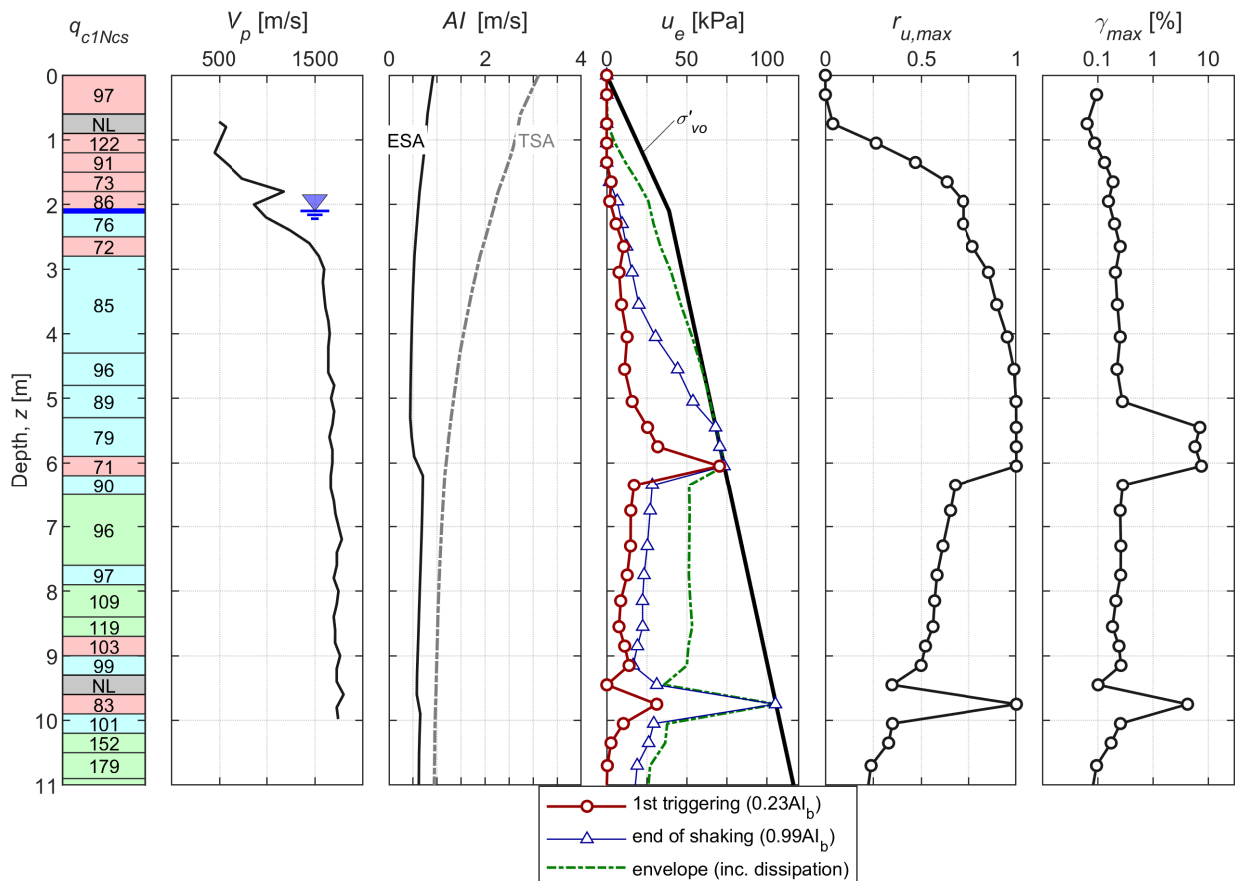 q_c1Ncs
V_p [m/s]
AI [m/s]
u_e [kPa]
r_u,max
γ_max [%]
500 1500
0 2 4
0 50 100
0 0.5 1
0.1 1 10
Depth, z [m]
0
1
2
3
4
5
6
7
8
9
10
11
97
NL
122
91
73
86
76
72
85
96
89
79
71
90
96
97
109
119
103
99
NL
83
101
152
179
ESA
TSA
σ'_vo
1st triggering (0.23AI_b)
end of shaking (0.99AI_b)
envelope (inc. dissipation)